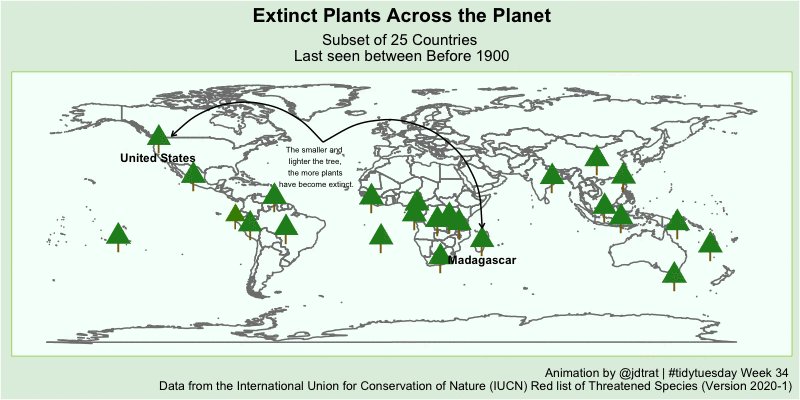 Extinct Plants Across the Planet
Subset of 25 Countries
Last seen between Before 1900
The smaller and
lighter the tree,
the more plants
have become extinct.
United States
Madagascar
Animation by @jdtrat | #tidytuesday Week 34
Data from the International Union for Conservation of Nature (IUCN) Red list of Threatened Species (Version 2020-1)